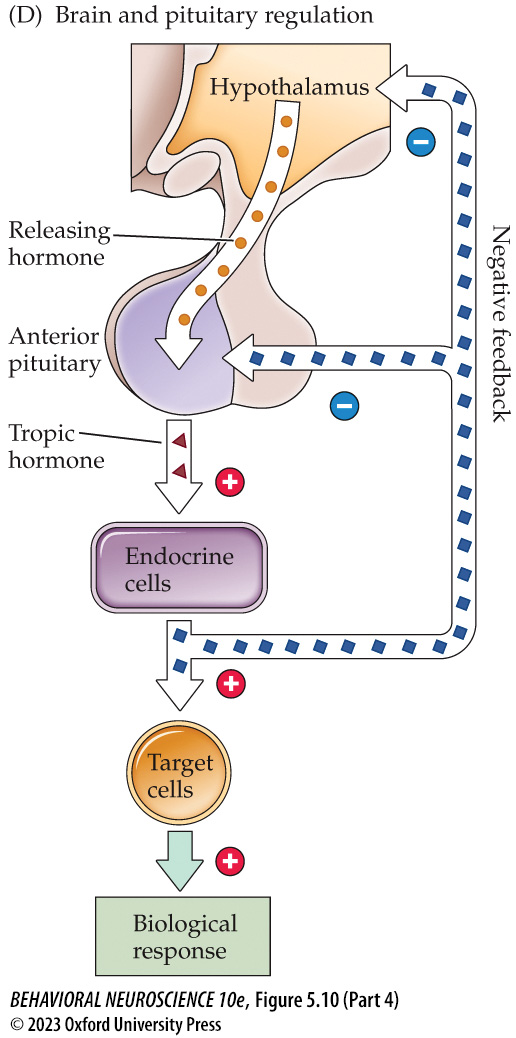 (D) Brain and pituitary regulation
Hypothalamus
−
Releasing
hormone
Negative feedback
Anterior
pituitary
−
Tropic
hormone
+
Endocrine
cells
+
Target
cells
+
Biological
response
BEHAVIORAL NEUROSCIENCE 10e, Figure 5.10 (Part 4)
© 2023 Oxford University Press